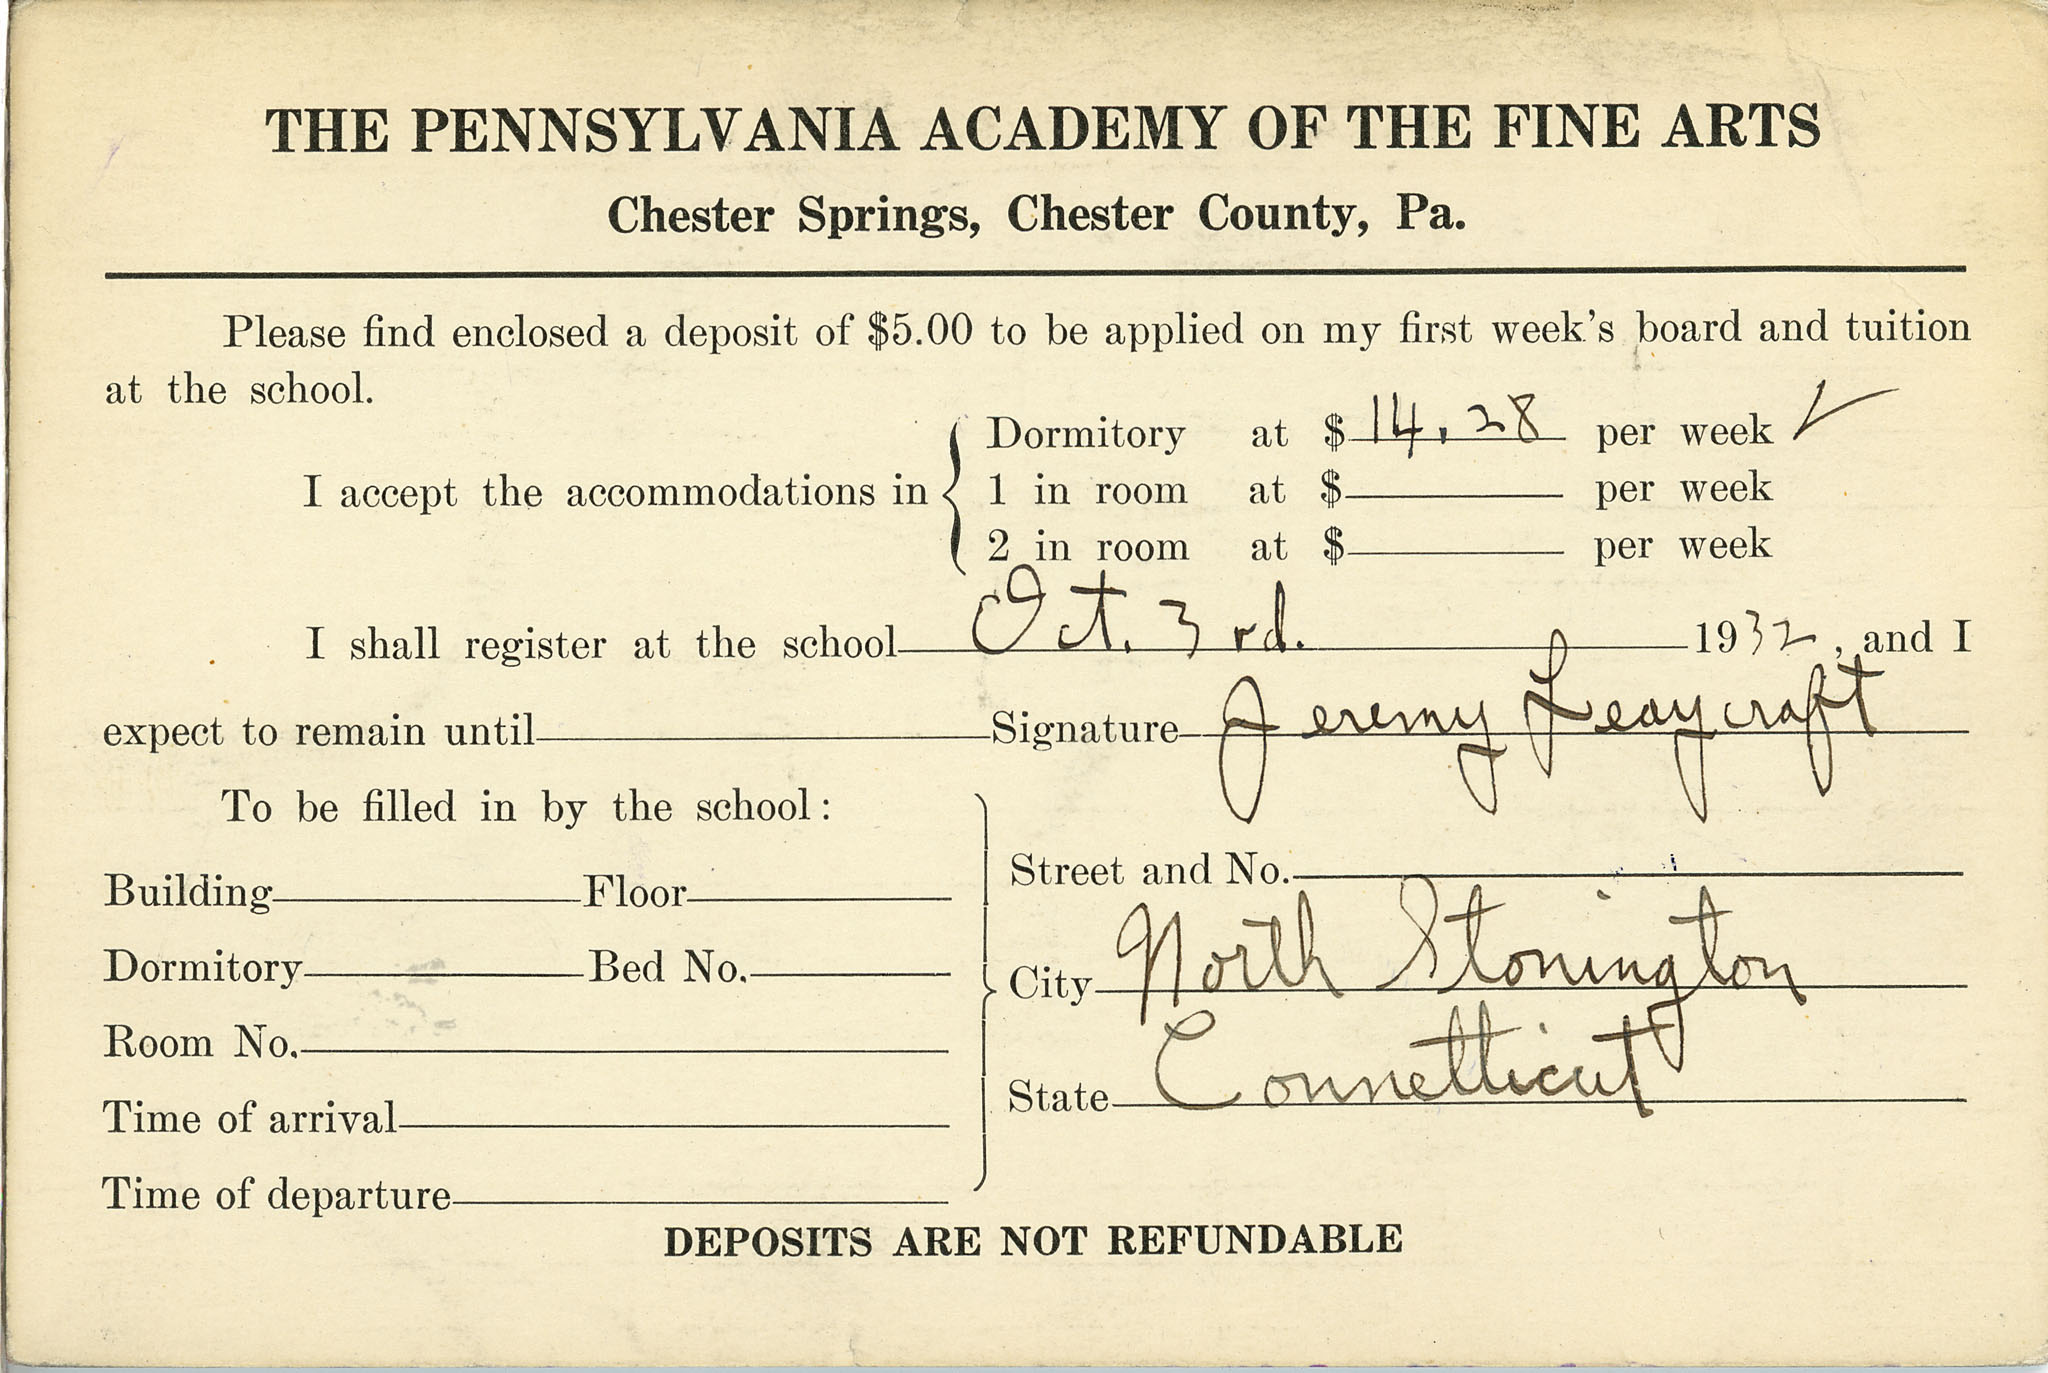 THE PENNSYLVANIA ACADEMY OF THE FINE ARTS
Chester Springs, Chester County, Pa.
Please find enclosed a deposit of $5.00 to be applied on my first week's board and tuition
at the school.
Dormitory at $ 14.28 per week ✓
I accept the accommodations in { 1 in room at $ per week
2 in room at $ per week
I shall register at the school Oct. 3rd. 1932, and I
expect to remain until Signature Jeremy Leaycraft
To be filled in by the school:
Street and No.
Building Floor
Dormitory Bed No.
City North Stonington
Room No.
State Connetticut
Time of arrival
Time of departure
DEPOSITS ARE NOT REFUNDABLE